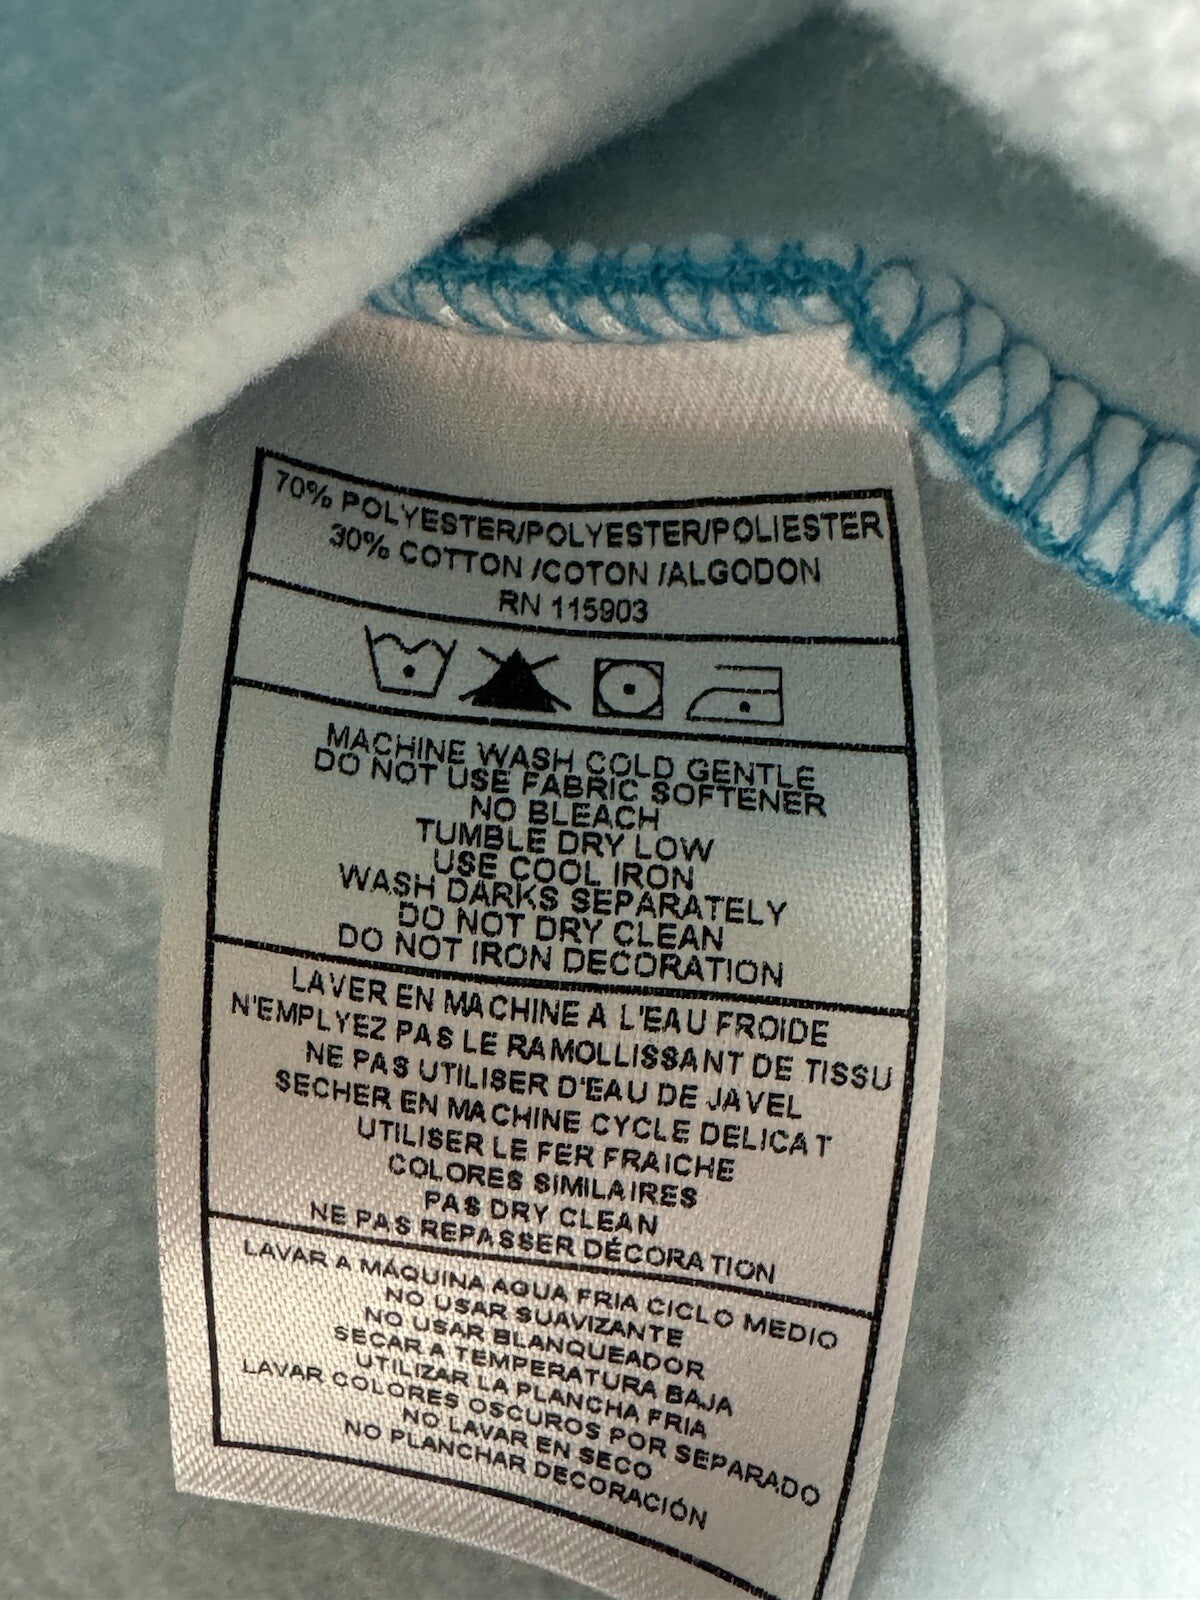 70% POLYESTER/POLYESTER/POLIESTER
30% COTTON /COTON /ALGODON
RN 115903
MACHINE WASH COLD GENTLE
DO NOT USE FABRIC SOFTENER
NO BLEACH
TUMBLE DRY LOW
USE COOL IRON
WASH DARKS SEPARATELY
DO NOT DRY CLEAN
DO NOT IRON DECORATION
LAVER EN MACHINE A L'EAU FROIDE
N'EMPLYEZ PAS LE RAMOLLISSANT DE TISSU
NE PAS UTILISER D'EAU DE JAVEL
SECHER EN MACHINE CYCLE DELICAT
UTILISER LE FER FRAICHE
COLORES SIMILAIRES
PAS DRY CLEAN
NE PAS REPASSER DÉCORATION
LAVAR A MÁQUINA AGUA FRIA CICLO MEDIO
NO USAR SUAVIZANTE
NO USAR BLANQUEADOR
SECAR A TEMPERATURA BAJA
UTILIZAR LA PLANCHA FRIA
LAVAR COLORES OSCUROS POR SEPARADO
NO LAVAR EN SECO
NO PLANCHAR DECORACIÓN